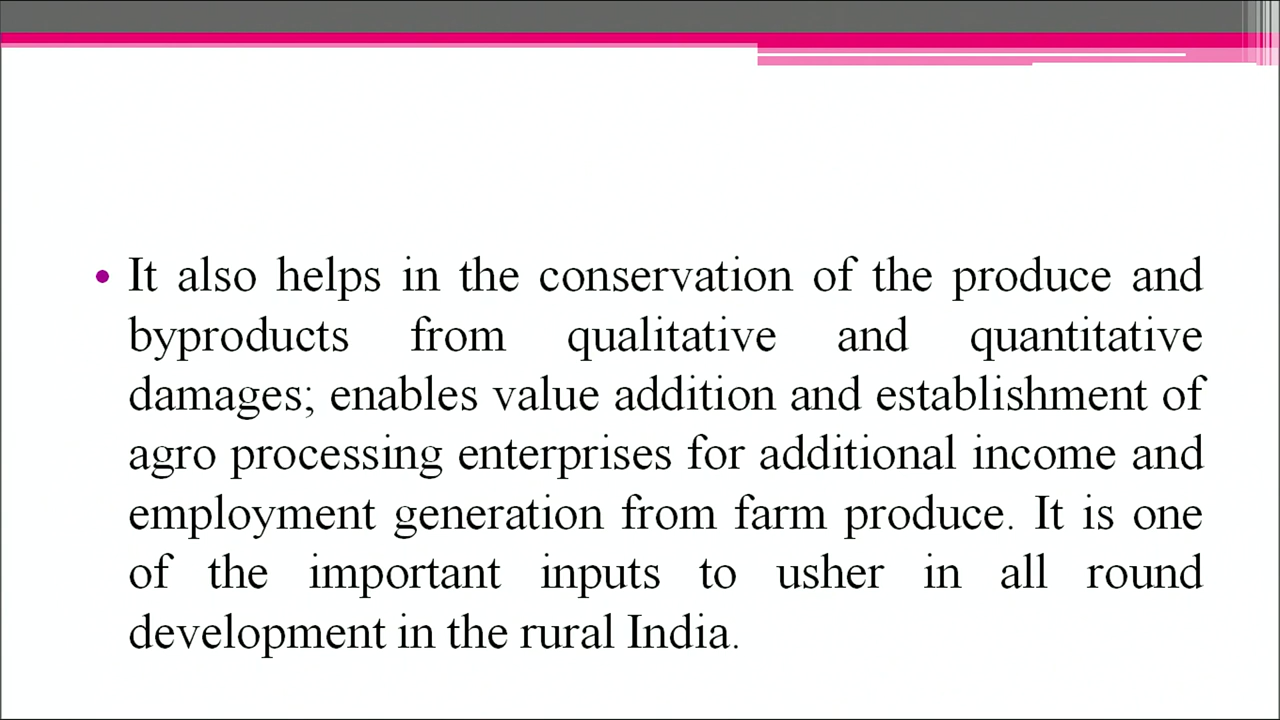 • It also helps in the conservation of the produce and
byproducts from qualitative and quantitative
damages; enables value addition and establishment of
agro processing enterprises for additional income and
employment generation from farm produce. It is one
of the important inputs to usher in all round
development in the rural India.